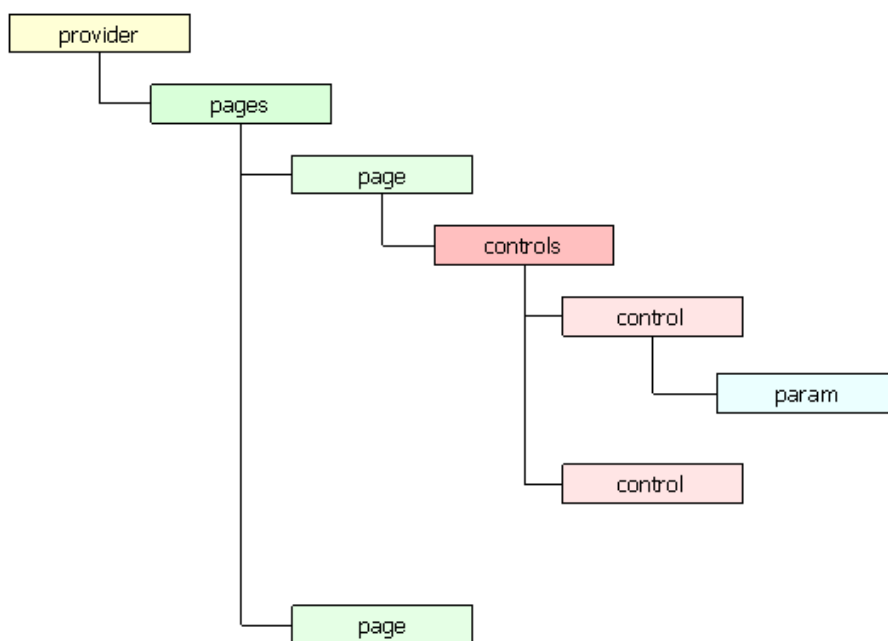 provider
pages
page
controls
control
param
control
page